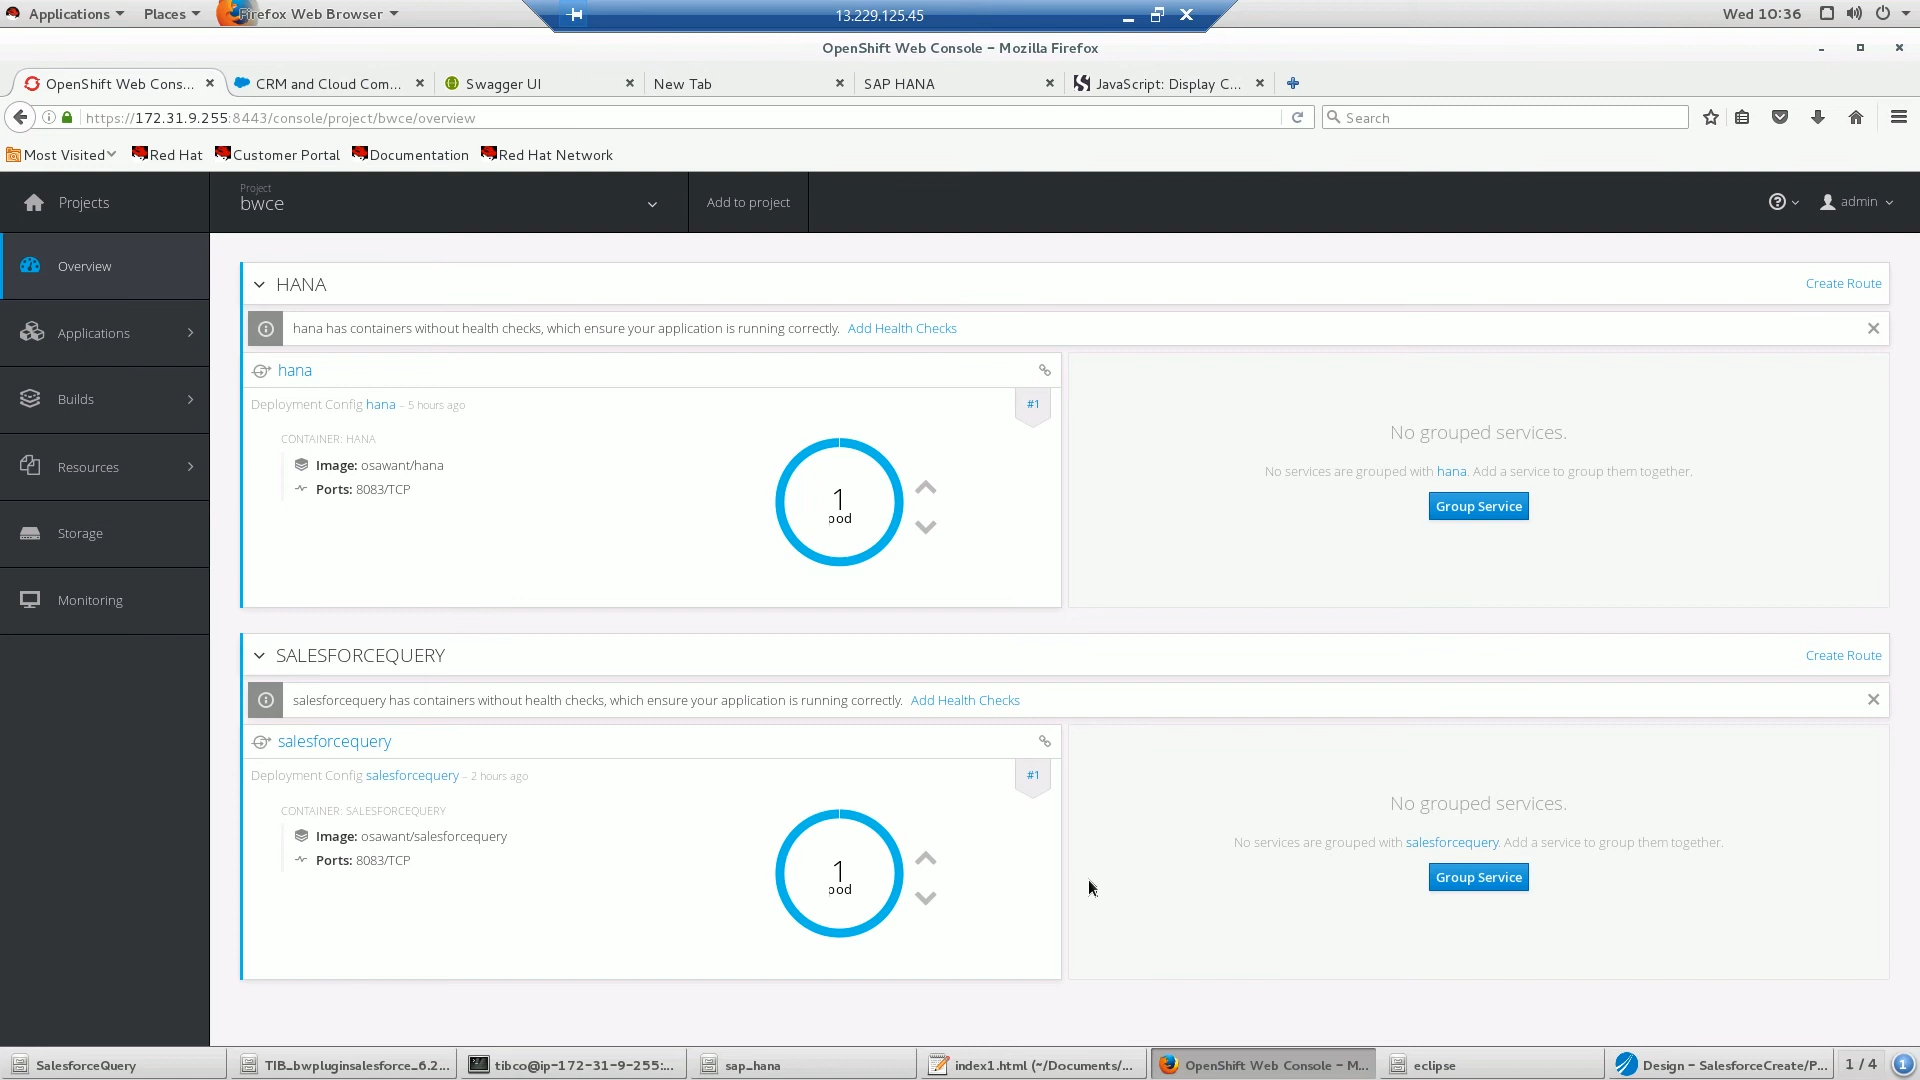 Applications Places Firefox Web Browser 13.229.125.45 Wed 10:36
OpenShift Web Console - Mozilla Firefox
OpenShift Web Cons... CRM and Cloud Com... Swagger UI New Tab SAP HANA JavaScript: Display C...
https://172.31.9.255:8443/console/project/bwce/overview Search
Most Visited Red Hat Customer Portal Documentation Red Hat Network
Projects
Project
bwce
Add to project
admin
Overview
Applications
Builds
Resources
Storage
Monitoring
HANA Create Route
hana has containers without health checks, which ensure your application is running correctly. Add Health Checks
hana
Deployment Config hana - 5 hours ago #1
CONTAINER: HANA
Image: osawant/hana
Ports: 8083/TCP
1
pod
No grouped services.
No services are grouped with hana. Add a service to group them together.
Group Service
SALESFORCEQUERY Create Route
salesforcequery has containers without health checks, which ensure your application is running correctly. Add Health Checks
salesforcequery
Deployment Config salesforcequery - 2 hours ago #1
CONTAINER: SALESFORCEQUERY
Image: osawant/salesforcequery
Ports: 8083/TCP
1
pod
No grouped services.
No services are grouped with salesforcequery. Add a service to group them together.
Group Service
SalesforceQuery TIB_bwpluginsalesforce_6.2... tibco@ip-172-31-9-255:... sap_hana index1.html (~/Documents/... OpenShift Web Console - M... eclipse Design - SalesforceCreate/P... 1 / 4 1